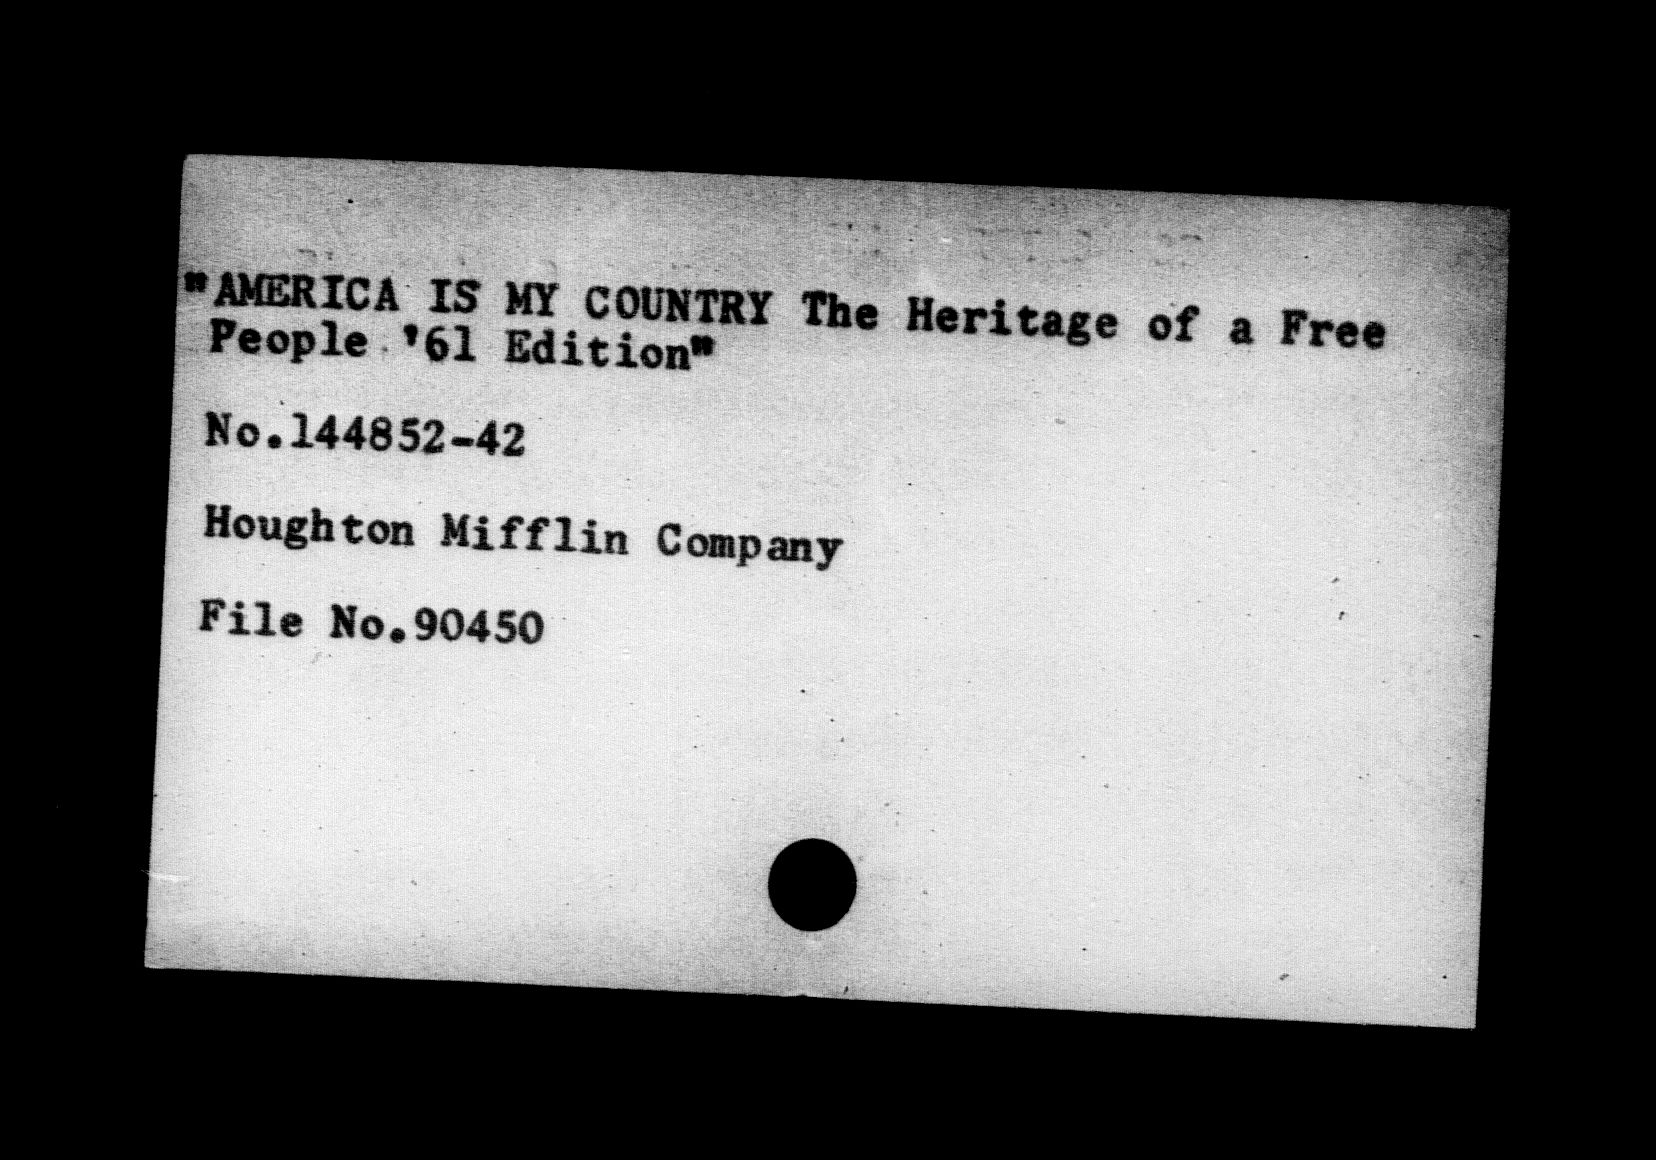 "AMERICA IS MY COUNTRY The Heritage of a Free
People '61 Edition"
No.144852-42
Houghton Mifflin Company
File No.90450